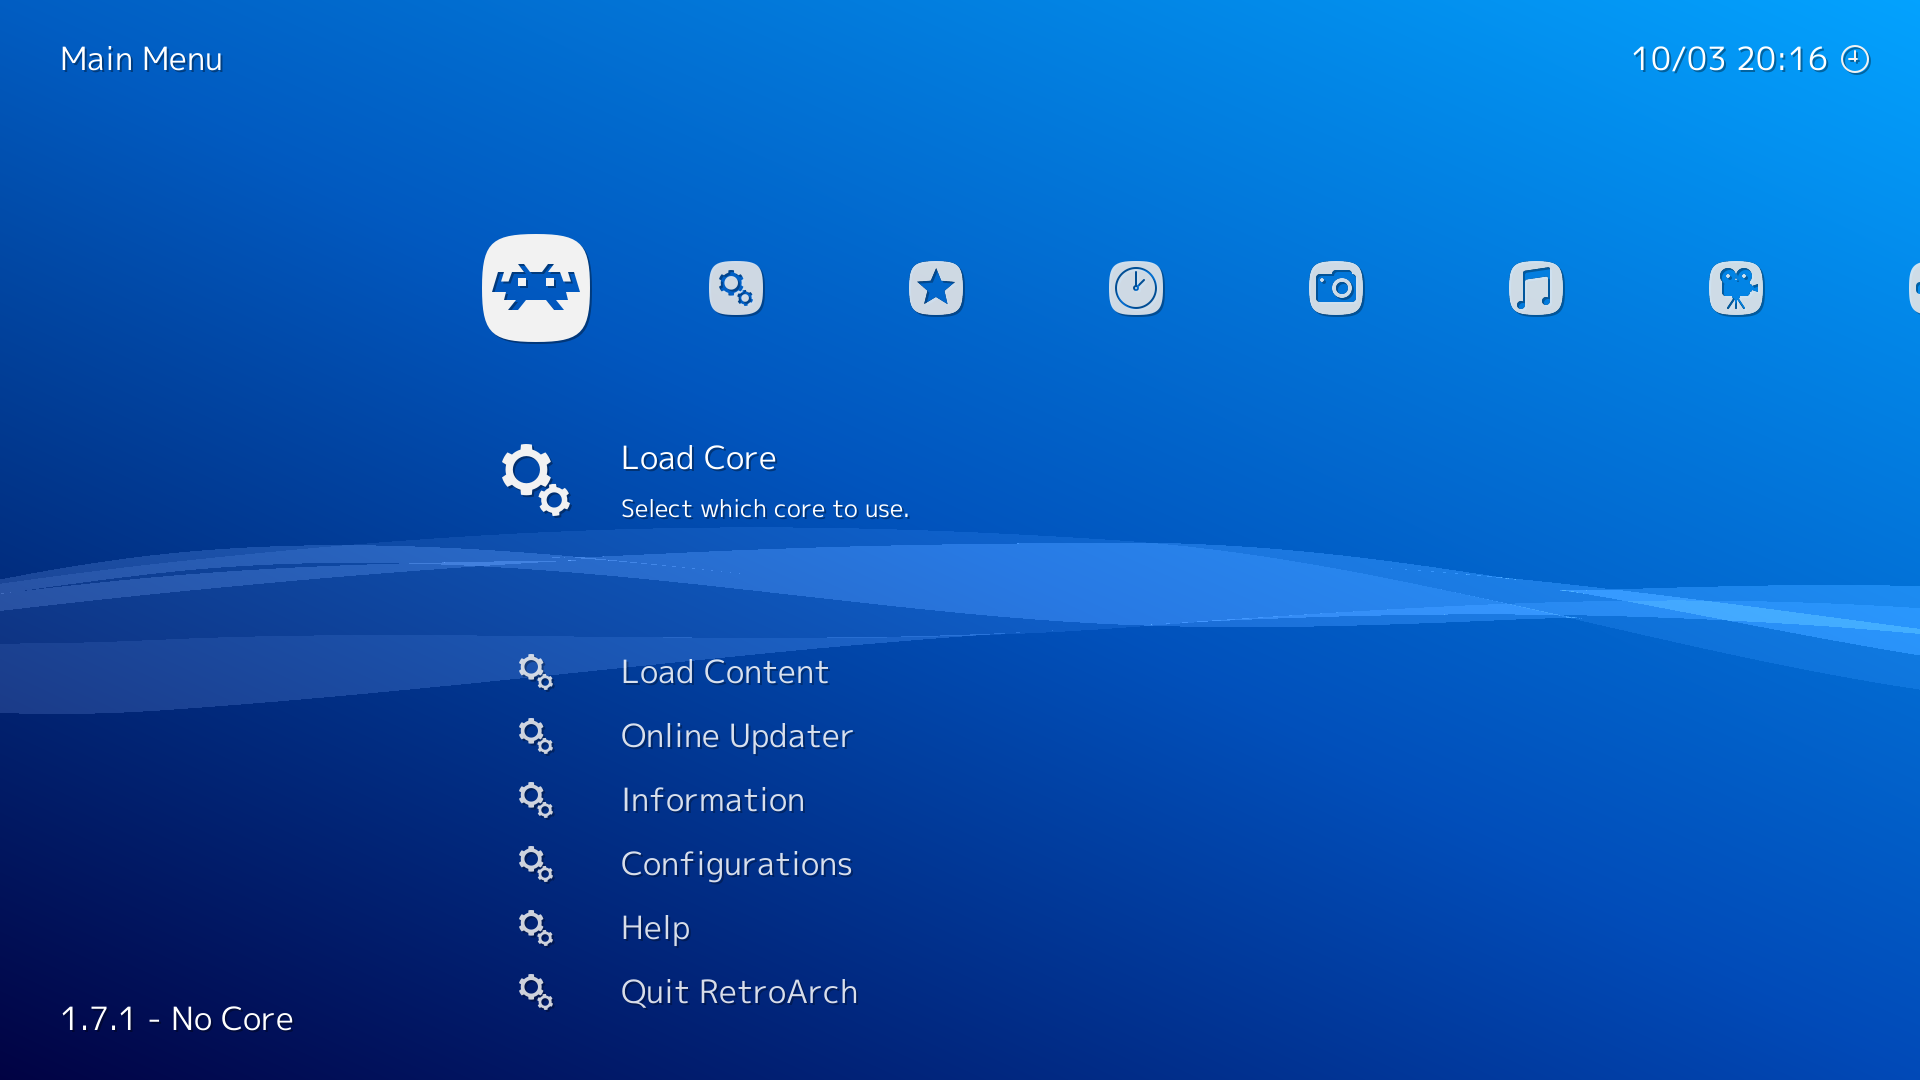 Main Menu
10/03 20:16
Load Core
Select which core to use.
Load Content
Online Updater
Information
Configurations
Help
Quit RetroArch
1.7.1 - No Core